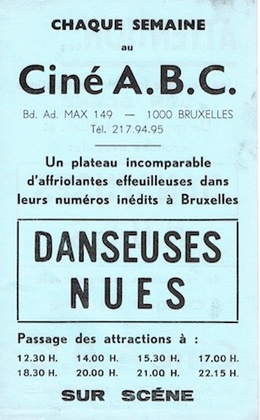 CHAQUE SEMAINE
au
Ciné A.B.C.
Bd. Ad. MAX 149 — 1000 BRUXELLES
Tél. 217.94.95
Un plateau incomparable
d'affriolantes effeuilleuses dans
leurs numéros inédits à Bruxelles
DANSEUSES
NUES
Passage des attractions à :
12.30 H. 14.00 H. 15.30 H. 17.00 H.
18.30 H. 20.00 H. 21.00 H. 22.15 H.
SUR SCÉNE